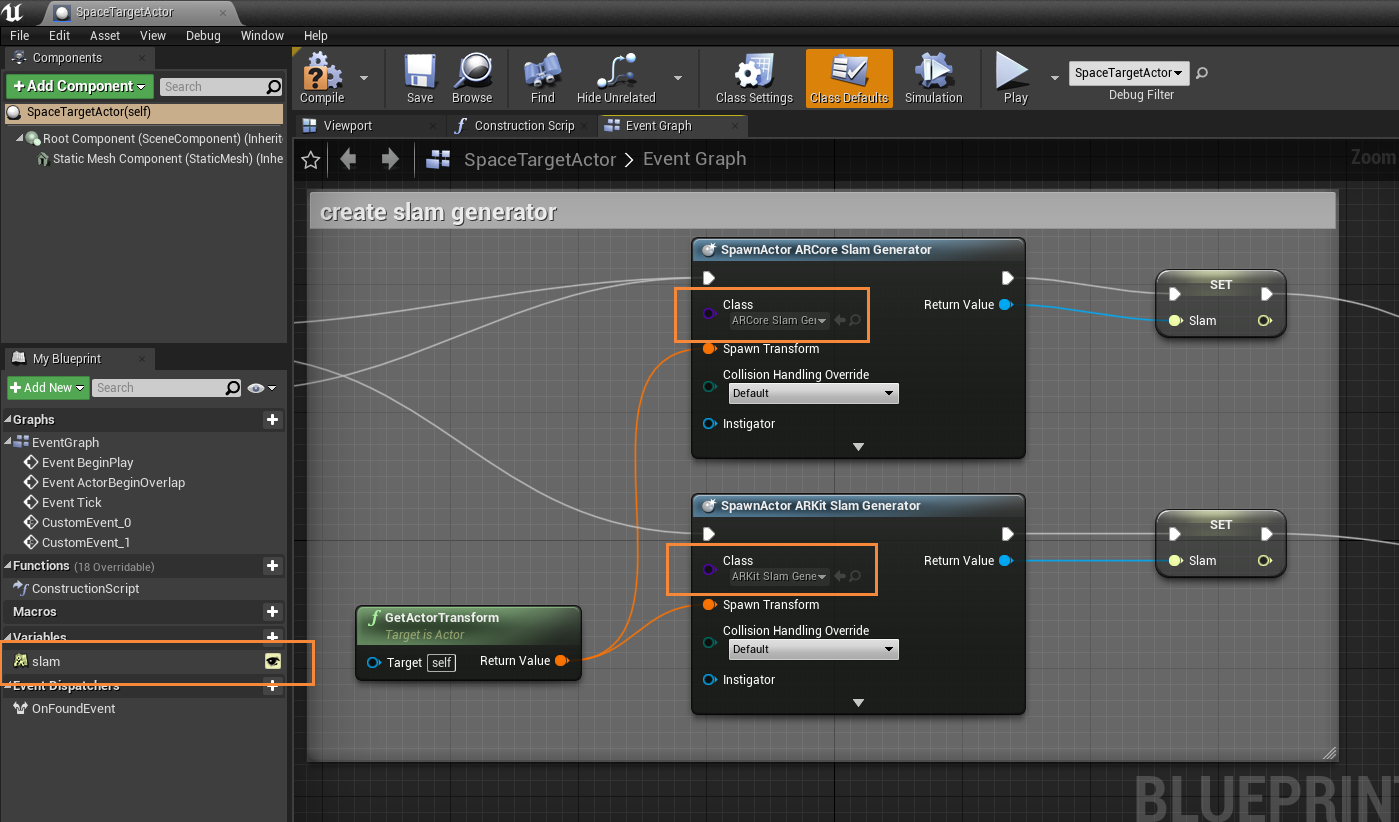 SpaceTargetActor
File Edit Asset View Debug Window Help
Components
+ Add Component
Search
SpaceTargetActor(self)
Root Component (SceneComponent) (Inherit
Static Mesh Component (StaticMesh) (Inhe
Compile
Save
Browse
Find
Hide Unrelated
Class Settings
Class Defaults
Simulation
Play
SpaceTargetActor
Debug Filter
Viewport
Construction Scrip
Event Graph
SpaceTargetActor > Event Graph
Zoom
My Blueprint
+ Add New
Search
Graphs
EventGraph
Event BeginPlay
Event ActorBeginOverlap
Event Tick
CustomEvent_0
CustomEvent_1
Functions (18 Overridable)
ConstructionScript
Macros
Variables
slam
Event Dispatchers
OnFoundEvent
create slam generator
SpawnActor ARCore Slam Generator
Class
ARCore Slam Ger
Return Value
Spawn Transform
Collision Handling Override
Default
Instigator
SET
Slam
SpawnActor ARKit Slam Generator
Class
ARKit Slam Gene
Return Value
Spawn Transform
Collision Handling Override
Default
Instigator
SET
Slam
GetActorTransform
Target is Actor
Target self Return Value
BLUEPRINT